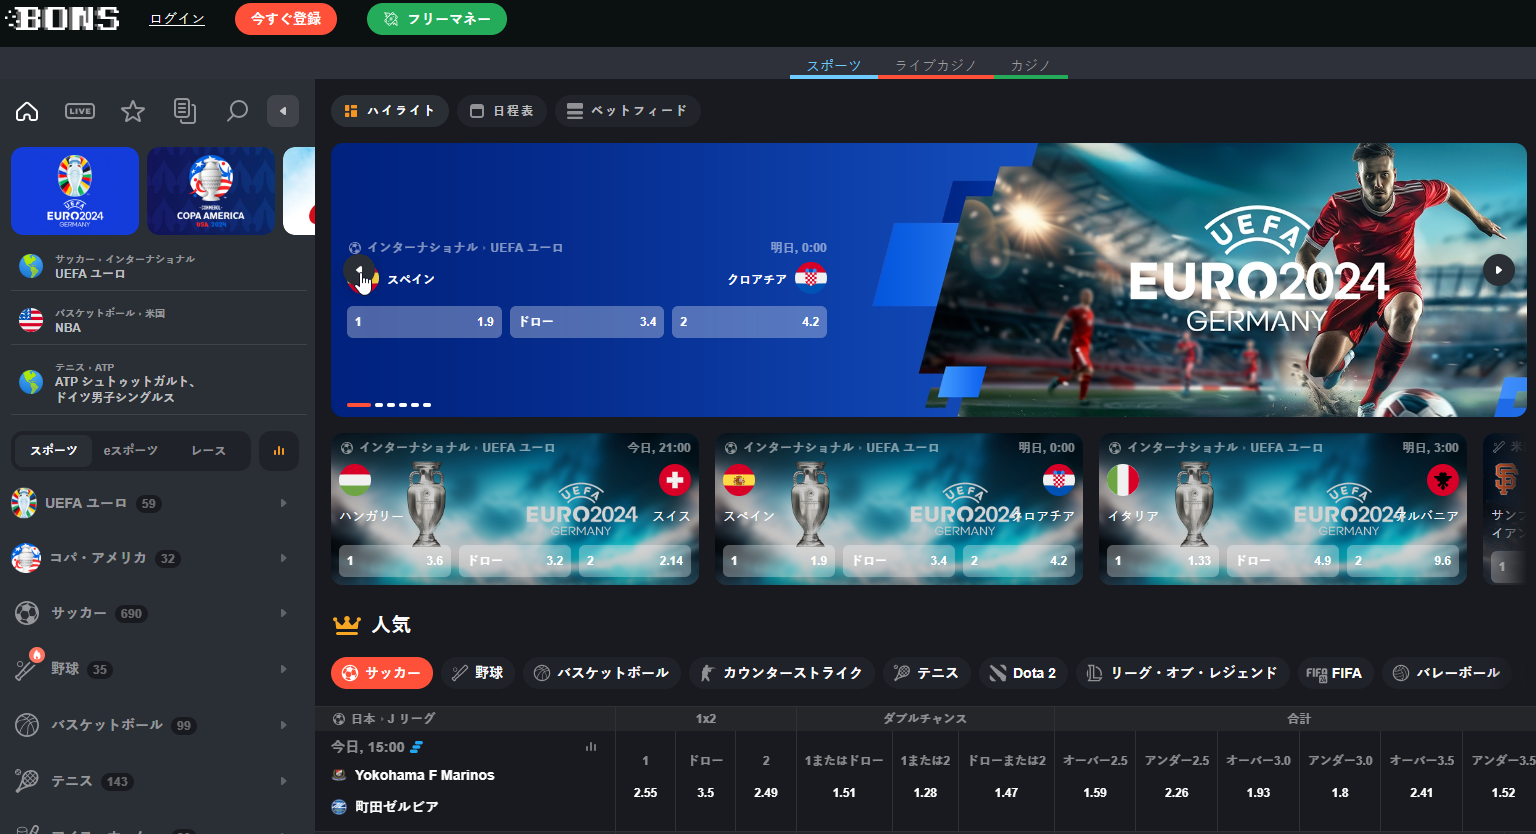 BONS
ログイン
今すぐ登録
フリーマネー
スポーツ
ライブカジノ
カジノ
LIVE
ハイライト
日程表
ベットフィード
UEFA
EURO2024
GERMANY
CONMEBOL
COPA AMERICA
USA 2024
サッカー・インターナショナル
UEFA ユーロ
バスケットボール・米国
NBA
テニス・ATP
ATP シュトゥットガルト、
ドイツ男子シングルス
スポーツ
eスポーツ
レース
UEFA ユーロ 59
コパ・アメリカ 32
サッカー 690
野球 35
バスケットボール 99
テニス 143
インターナショナル・UEFA ユーロ
明日, 0:00
スペイン
クロアチア
1 1.9
ドロー 3.4
2 4.2
UEFA
EURO2024
GERMANY
インターナショナル・UEFA ユーロ 今日, 21:00
UEFA
EURO2024
GERMANY
ハンガリー
スイス
1 3.6
ドロー 3.2
2 2.14
インターナショナル・UEFA ユーロ 明日, 0:00
UEFA
EURO2024
GERMANY
スペイン
クロアチア
1 1.9
ドロー 3.4
2 4.2
インターナショナル・UEFA ユーロ 明日, 3:00
UEFA
EURO2024
GERMANY
イタリア
アルバニア
1 1.33
ドロー 4.9
2 9.6
米
サンフ
イアン
1
人気
サッカー
野球
バスケットボール
カウンターストライク
テニス
Dota 2
リーグ・オブ・レジェンド
FIFA
バレーボール
日本・J リーグ
1x2
ダブルチャンス
合計
今日, 15:00
Yokohama F Marinos
町田ゼルビア
1 ドロー 2 1またはドロー 1または2 ドローまたは2 オーバー2.5 アンダー2.5 オーバー3.0 アンダー3.0 オーバー3.5 アンダー3.5
2.55 3.5 2.49 1.51 1.28 1.47 1.59 2.26 1.93 1.8 2.41 1.52